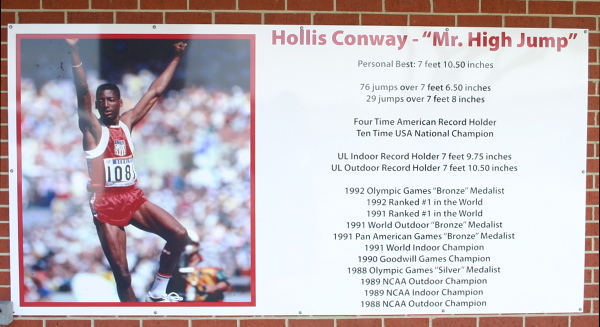 Hollis Conway - “Mr. High Jump”
Personal Best: 7 feet 10.50 inches
76 jumps over 7 feet 6.50 inches
29 jumps over 7 feet 8 inches
Four Time American Record Holder
Ten Time USA National Champion
UL Indoor Record Holder 7 feet 9.75 inches
UL Outdoor Record Holder 7 feet 10.50 inches
1992 Olympic Games "Bronze" Medalist
1992 Ranked #1 in the World
1991 Ranked #1 in the World
1991 World Outdoor "Bronze" Medalist
1991 Pan American Games "Bronze" Medalist
1991 World Indoor Champion
1990 Goodwill Games Champion
1988 Olympic Games "Silver" Medalist
1989 NCAA Outdoor Champion
1989 NCAA Indoor Champion
1988 NCAA Outdoor Champion
108